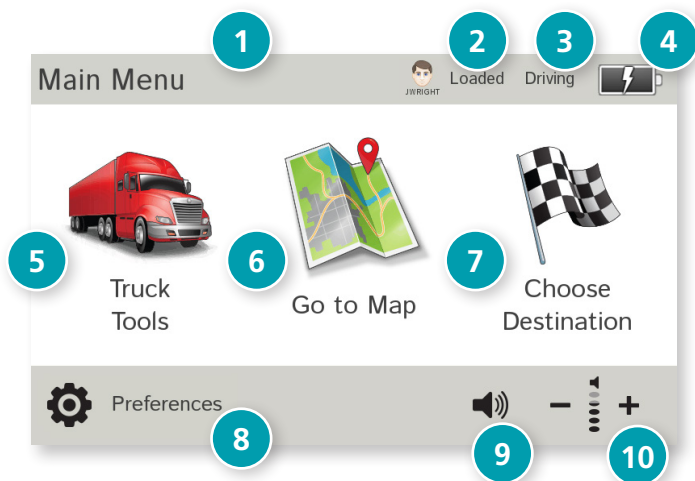 1
2
3
4
Main Menu
JWRIGHT
Loaded
Driving
5
6
7
Truck
Tools
Go to Map
Choose
Destination
Preferences
− +
8
9
10